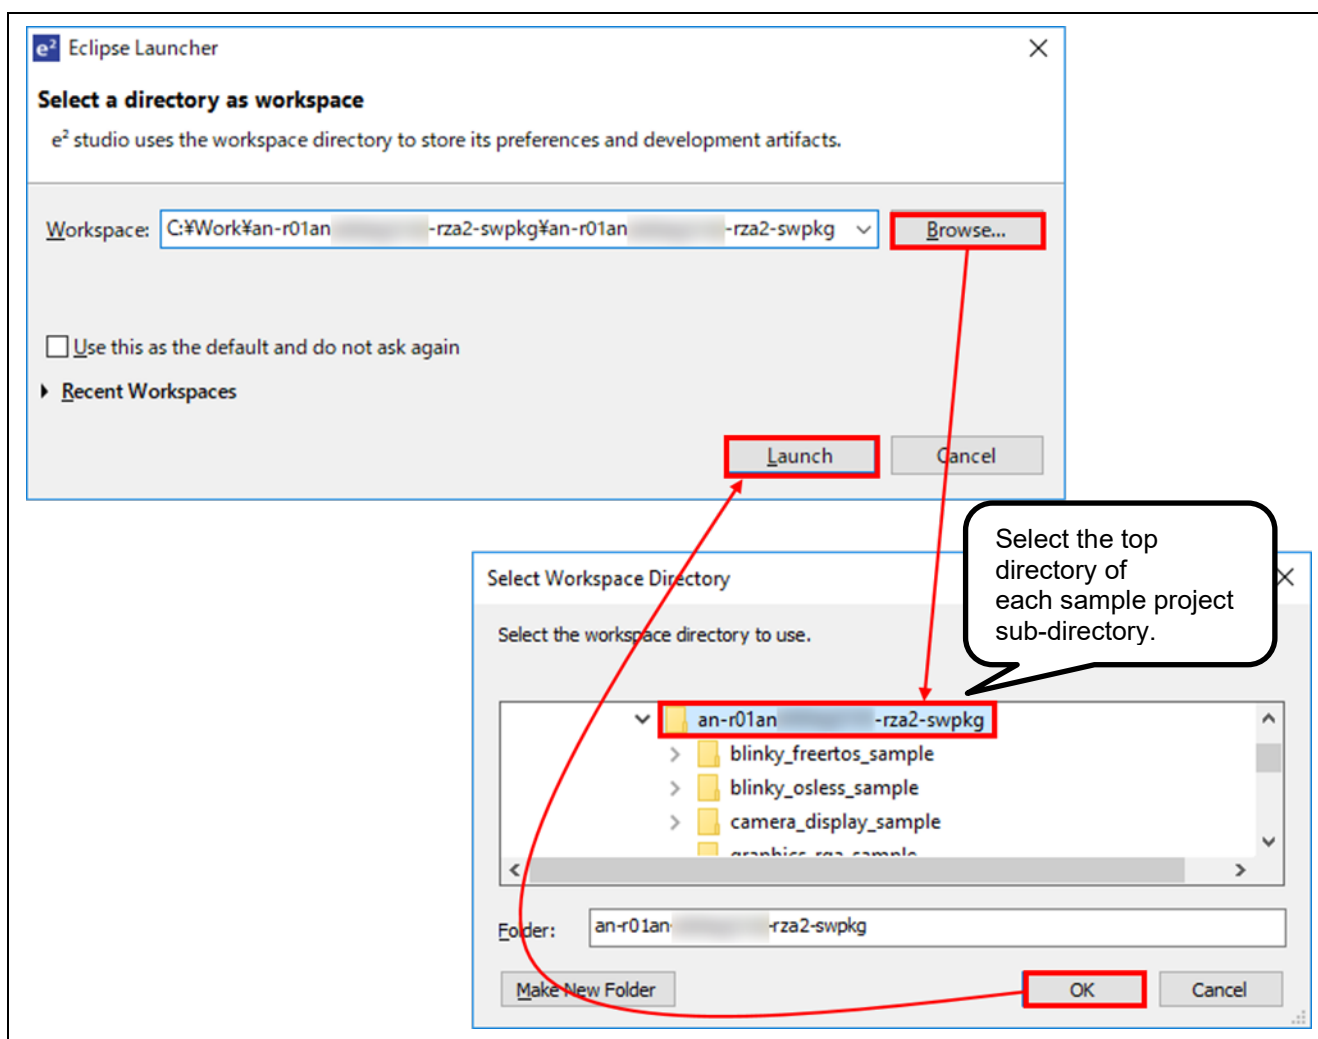 e² Eclipse Launcher
Select a directory as workspace
e² studio uses the workspace directory to store its preferences and development artifacts.
Workspace: C:¥Work¥an-r01an -rza2-swpkg¥an-r01an -rza2-swpkg Browse...
Use this as the default and do not ask again
Recent Workspaces
Launch Cancel
Select the top
directory of
each sample project
sub-directory.
Select Workspace Directory
Select the workspace directory to use.
an-r01an -rza2-swpkg
blinky_freertos_sample
blinky_osless_sample
camera_display_sample
graphics_rga_sample
Folder: an-r01an -rza2-swpkg
Make New Folder OK Cancel